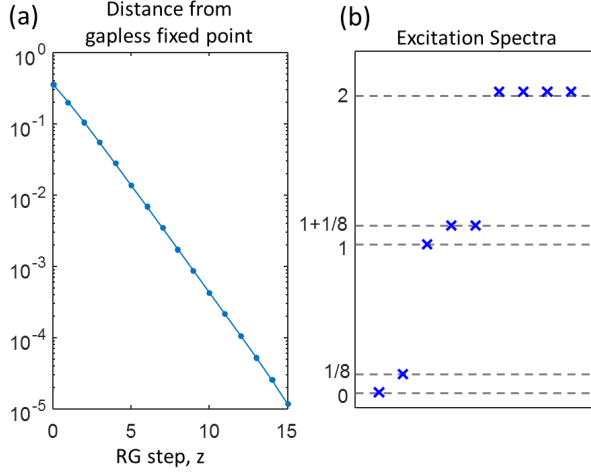 (a)
Distance from
gapless fixed point
10^0
10^-1
10^-2
10^-3
10^-4
10^-5
0
5
10
15
RG step, z
(b)
Excitation Spectra
2
1+1/8
1
1/8
0